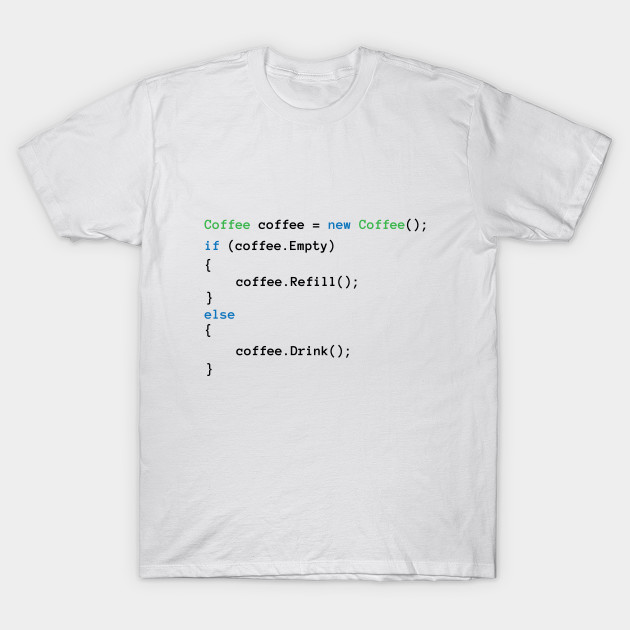 Coffee coffee = new Coffee();
if (coffee.Empty)
{
    coffee.Refill();
}
else
{
    coffee.Drink();
}